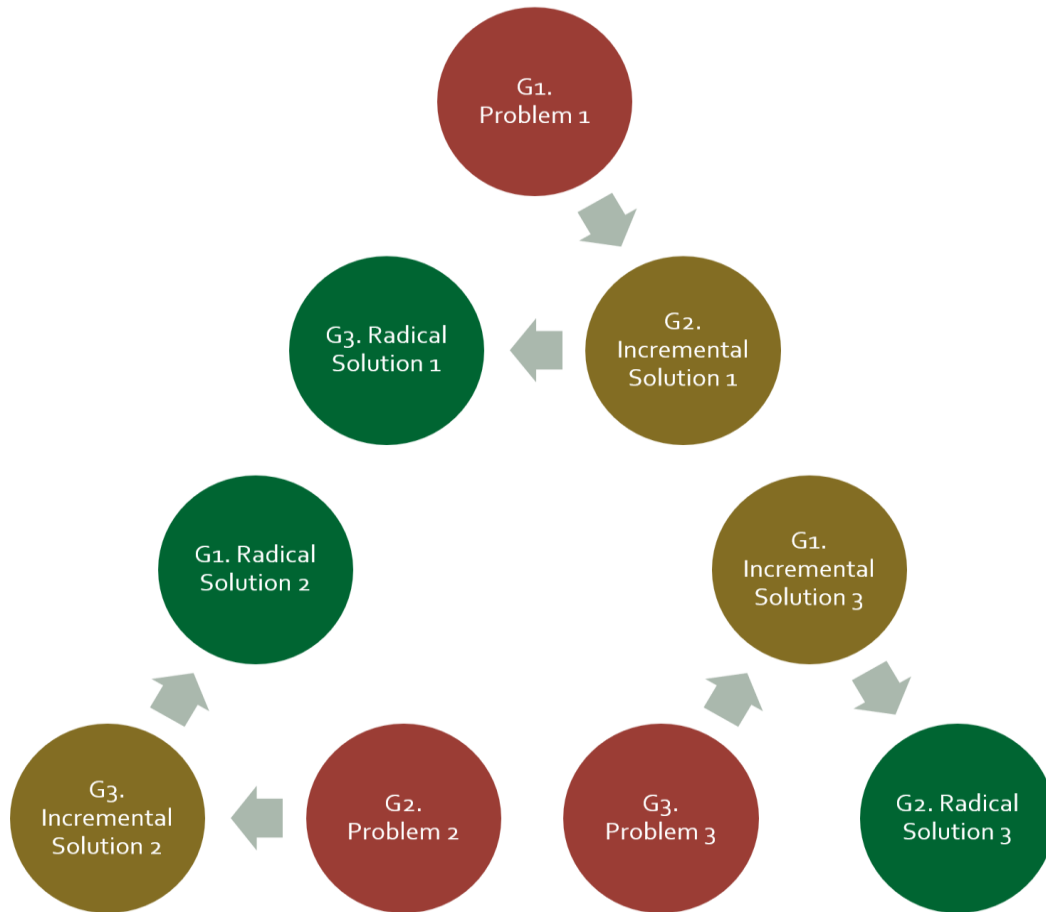 G1.
Problem 1
G3. Radical
Solution 1
G2.
Incremental
Solution 1
G1. Radical
Solution 2
G1.
Incremental
Solution 3
G3.
Incremental
Solution 2
G2.
Problem 2
G3.
Problem 3
G2. Radical
Solution 3